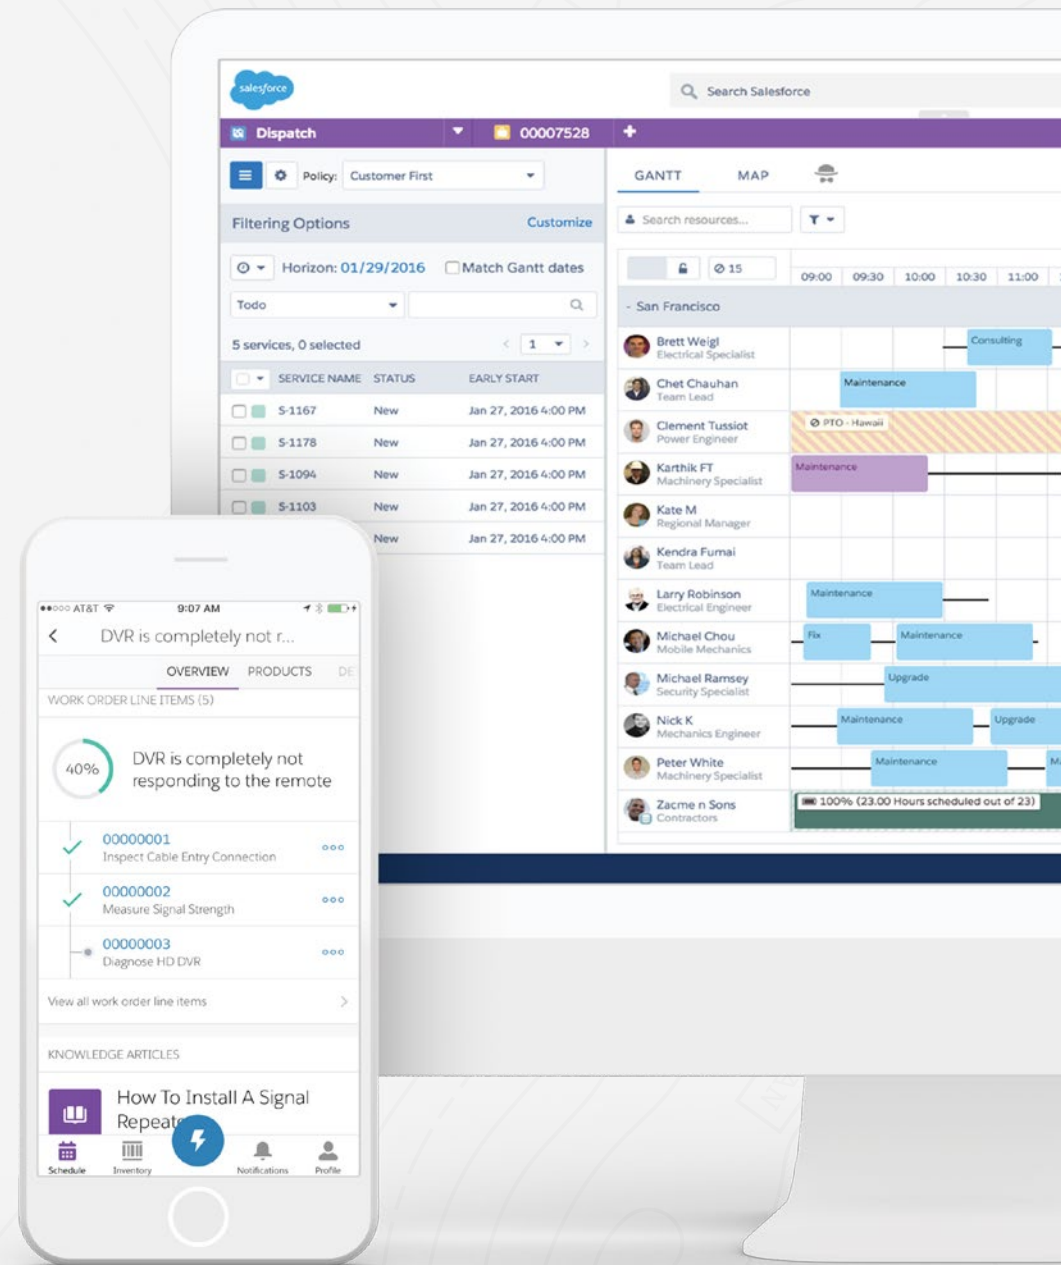 salesforce
Search Salesforce
Dispatch
00007528
Policy: Customer First
GANTT MAP
Filtering Options Customize
Search resources...
Horizon: 01/29/2016 Match Gantt dates
15
09:00 09:30 10:00 10:30 11:00
Todo
- San Francisco
5 services, 0 selected
1
SERVICE NAME STATUS EARLY START
S-1167 New Jan 27, 2016 4:00 PM
S-1178 New Jan 27, 2016 4:00 PM
S-1094 New Jan 27, 2016 4:00 PM
S-1103 New Jan 27, 2016 4:00 PM
New Jan 27, 2016 4:00 PM
Brett Weigl
Electrical Specialist
Consulting
Chet Chauhan
Team Lead
Maintenance
Clement Tussiot
Power Engineer
PTO - Hawaii
Karthik FT
Machinery Specialist
Maintenance
Kate M
Regional Manager
Kendra Fumai
Team Lead
Larry Robinson
Electrical Engineer
Maintenance
Michael Chou
Mobile Mechanics
Fix
Maintenance
Michael Ramsey
Security Specialist
Upgrade
Nick K
Mechanics Engineer
Maintenance
Upgrade
Peter White
Machinery Specialist
Maintenance
Ma
Zacme n Sons
Contractors
100% (23.00 Hours scheduled out of 23)
AT&T 9:07 AM
DVR is completely not r...
OVERVIEW PRODUCTS DE
WORK ORDER LINE ITEMS (5)
40%
DVR is completely not
responding to the remote
00000001
Inspect Cable Entry Connection
00000002
Measure Signal Strength
00000003
Diagnose HD DVR
View all work order line items
KNOWLEDGE ARTICLES
How To Install A Signal
Repeate
Schedule Inventory Notifications Profile